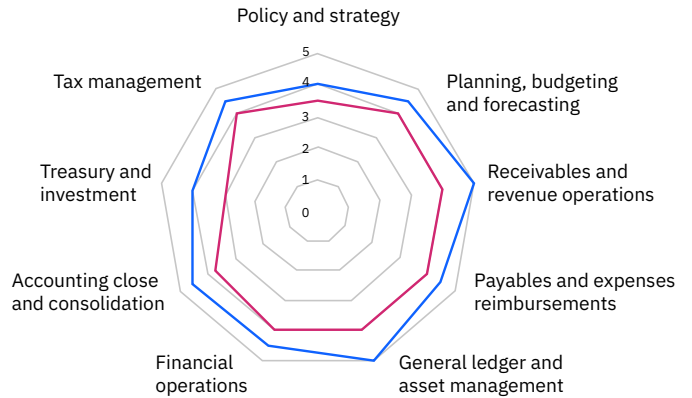 Policy and strategy
5
4
3
2
1
0
Planning, budgeting
and forecasting
Receivables and
revenue operations
Payables and expenses
reimbursements
General ledger and
asset management
Financial
operations
Accounting close
and consolidation
Treasury and
investment
Tax management